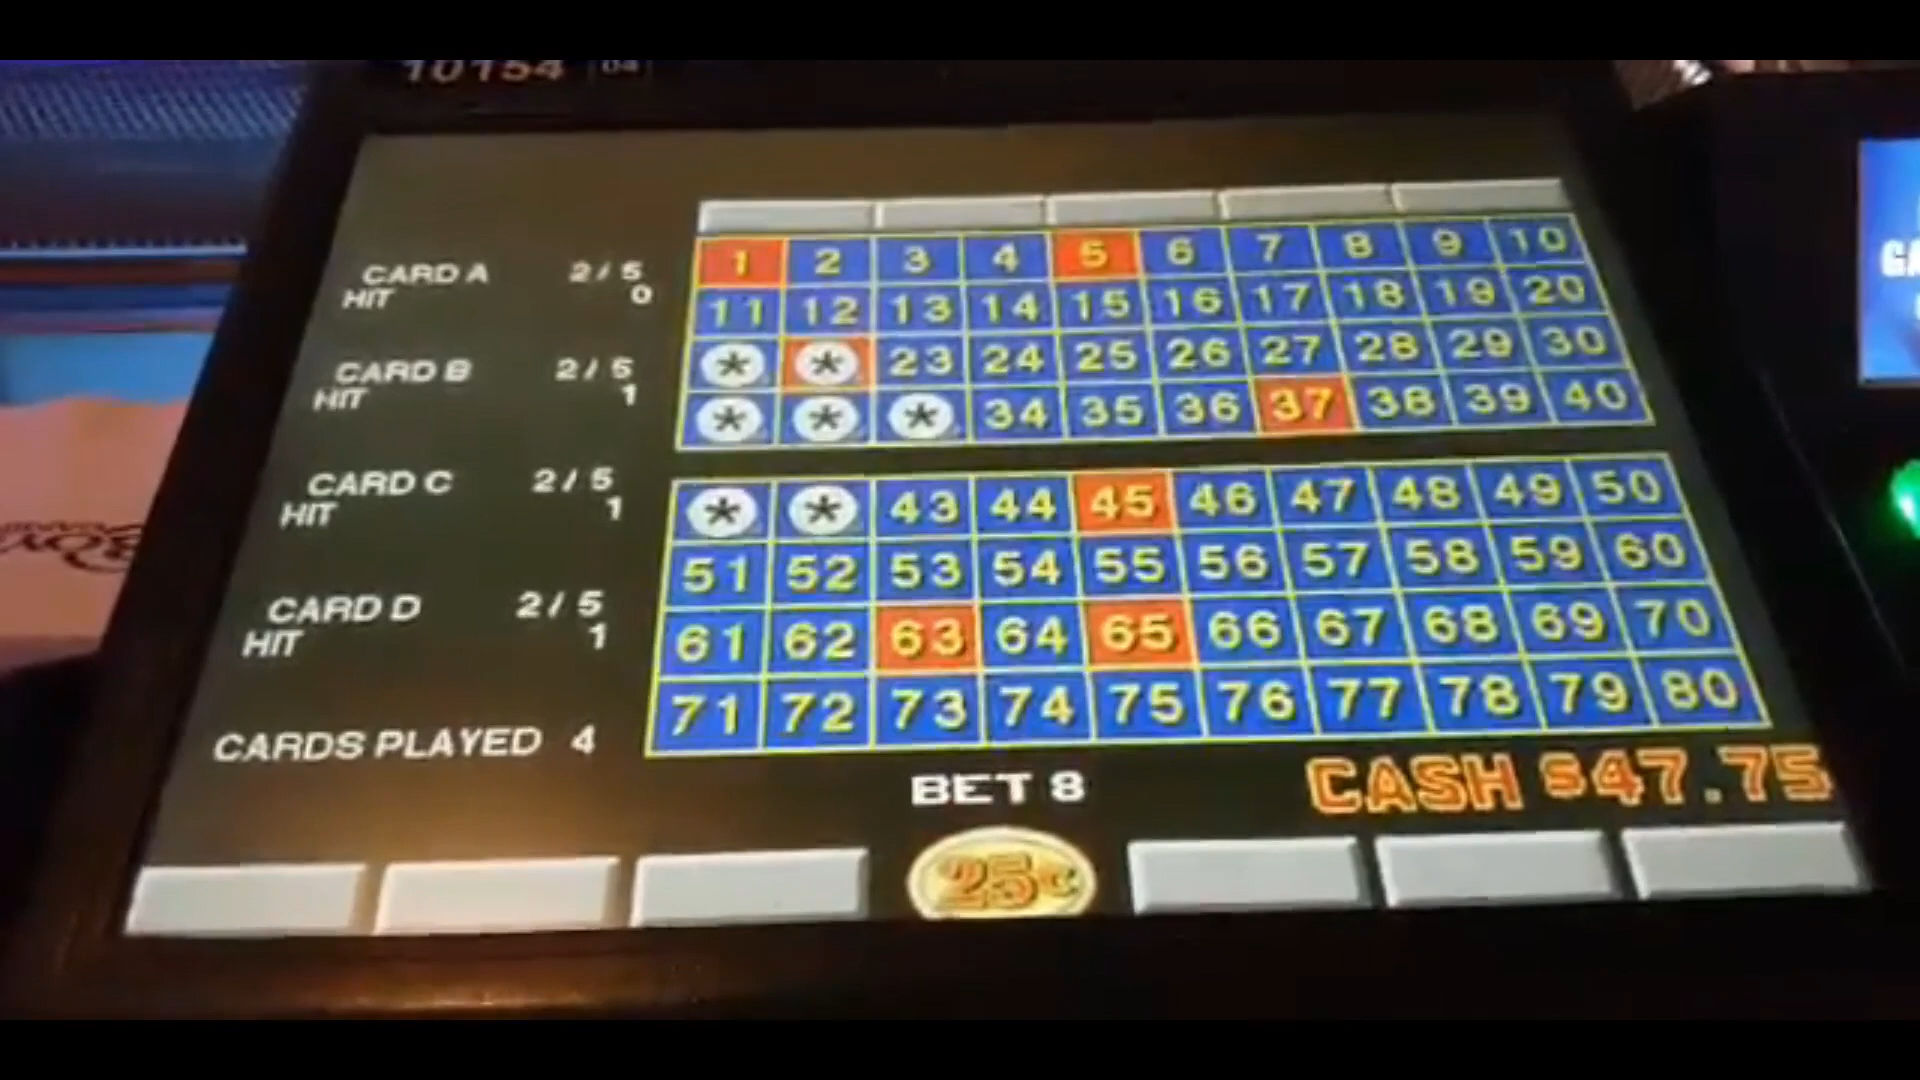 10154 04
CARD A 2 / 5
HIT 0
CARD B 2 / 5
HIT 1
CARD C 2 / 5
HIT 1
CARD D 2 / 5
HIT 1
CARDS PLAYED 4
1 2 3 4 5 6 7 8 9 10
11 12 13 14 15 16 17 18 19 20
* * 23 24 25 26 27 28 29 30
* * * 34 35 36 37 38 39 40
* * 43 44 45 46 47 48 49 50
51 52 53 54 55 56 57 58 59 60
61 62 63 64 65 66 67 68 69 70
71 72 73 74 75 76 77 78 79 80
BET 8
CASH $47.75
25¢